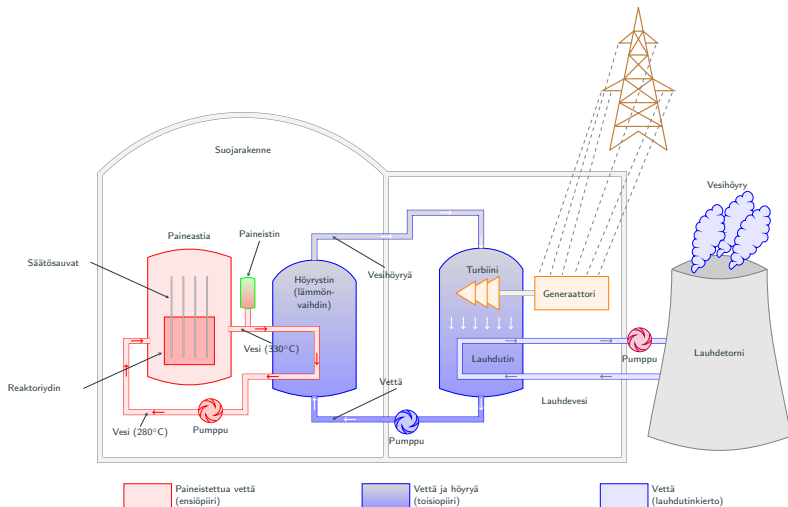 Suojarakenne
Vesihöyry
Paineastia
Paineistin
Säätösauvat
Höyrystin
(lämmön-
vaihdin)
Vesihöyryä
Turbiini
Generaattori
Vesi (330°C)
Pumppu
Lauhdutin
Lauhdetorni
Reaktoriydin
Vettä
Lauhdevesi
Vesi (280°C)
Pumppu
Pumppu
Paineistettua vettä
(ensiöpiiri)
Vettä ja höyryä
(toisiopiiri)
Vettä
(lauhdutinkierto)